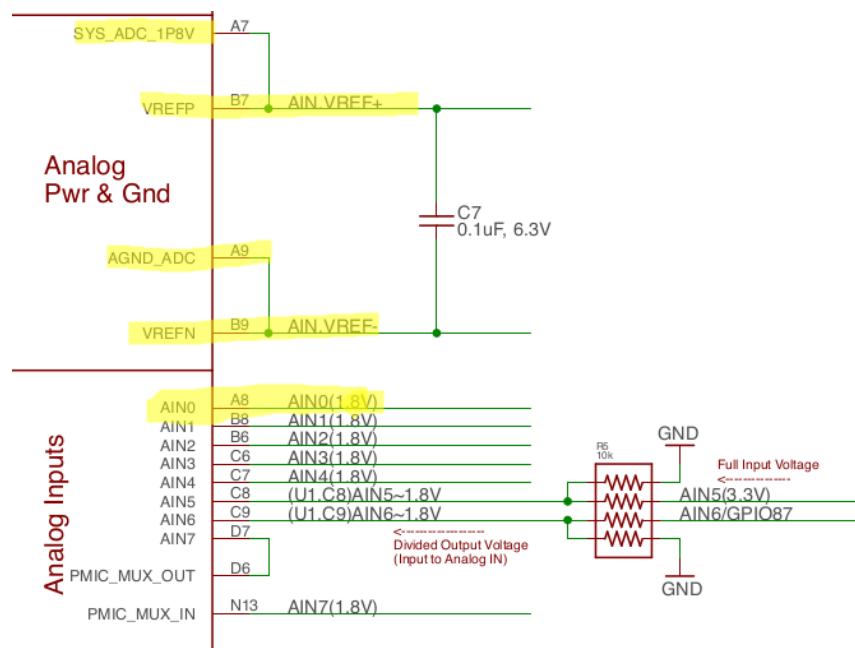 SYS_ADC_1P8V A7
VREFP B7 AIN.VREF+
Analog
Pwr & Gnd
C7
0.1uF, 6.3V
AGND_ADC A9
VREFN B9 AIN.VREF-
Analog Inputs
AIN0 A8 AIN0(1.8V)
AIN1 B8 AIN1(1.8V)
AIN2 B6 AIN2(1.8V)
AIN3 C6 AIN3(1.8V)
AIN4 C7 AIN4(1.8V)
AIN5 C8 (U1.C8)AIN5~1.8V
AIN6 C9 (U1.C9)AIN6~1.8V
AIN7 D7
PMIC_MUX_OUT D6
PMIC_MUX_IN N13 AIN7(1.8V)
R5
10k
GND
Full Input Voltage
<---------------
AIN5(3.3V)
AIN6/GPIO87
<-------------------
Divided Output Voltage
(Input to Analog IN)
GND